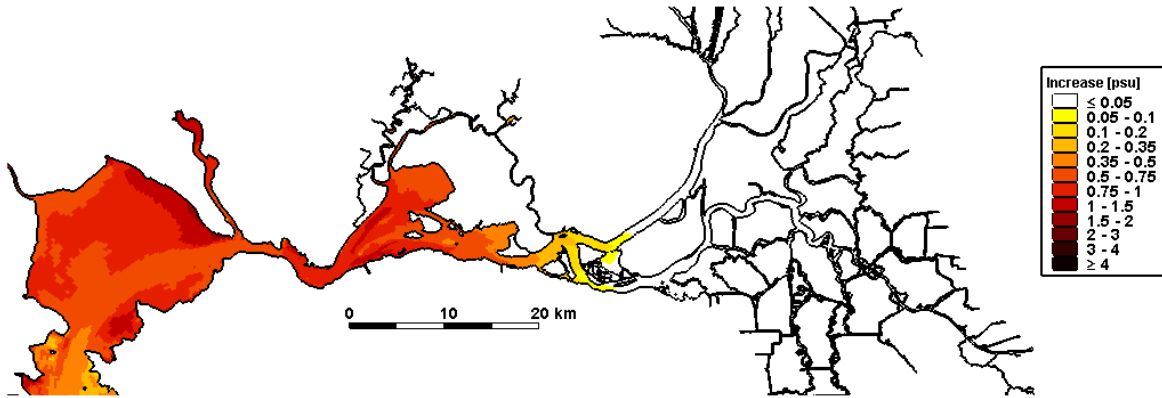 Increase [psu]
≤ 0.05
0.05 - 0.1
0.1 - 0.2
0.2 - 0.35
0.35 - 0.5
0.5 - 0.75
0.75 - 1
1 - 1.5
1.5 - 2
2 - 3
3 - 4
≥ 4
0 10 20 km